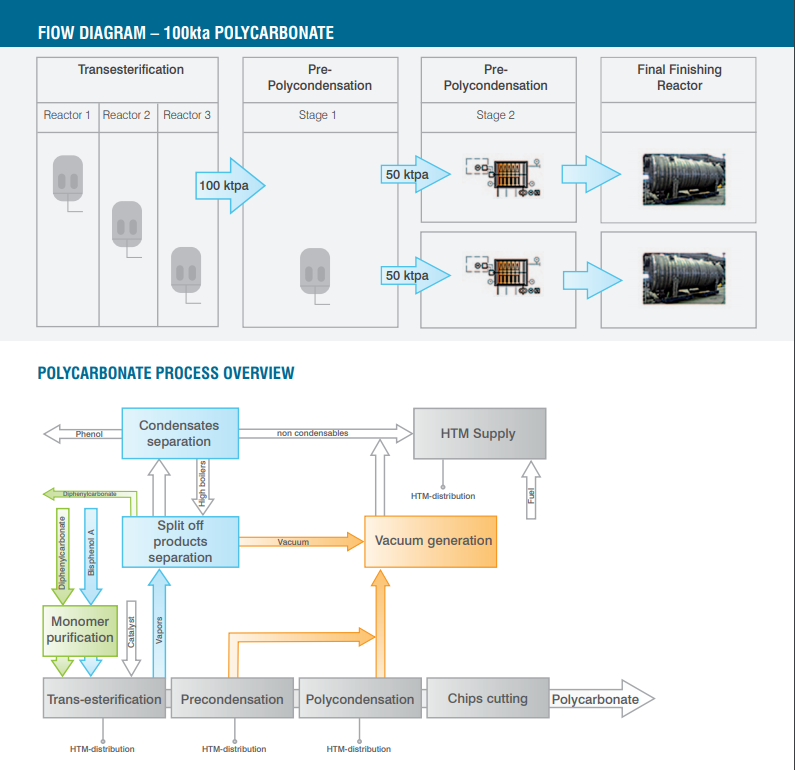 FlOW DIAGRAM – 100kta POLYCARBONATE
Transesterification
Pre-
Polycondensation
Pre-
Polycondensation
Final Finishing
Reactor
Reactor 1
Reactor 2
Reactor 3
Stage 1
Stage 2
100 ktpa
50 ktpa
50 ktpa
POLYCARBONATE PROCESS OVERVIEW
Phenol
Condensates
separation
non condensables
HTM Supply
High boilers
HTM-distribution
Fuel
Diphenylcarbonate
Diphenylcarbonate
Bisphenol A
Split off
products
separation
Vacuum
Vacuum generation
Monomer
purification
Catalyst
Vapors
Trans-esterification
Precondensation
Polycondensation
Chips cutting
Polycarbonate
HTM-distribution
HTM-distribution
HTM-distribution